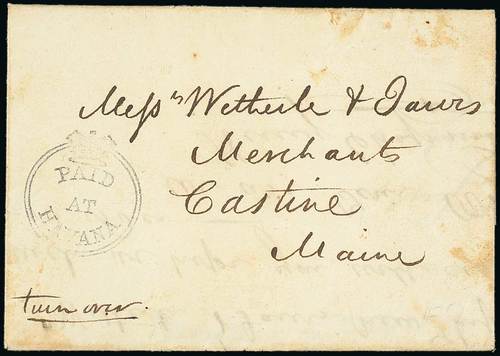 Messrs Wetherle & Jarvis
Merchants
Castine
Maine
PAID
AT
HAVANA
turn over.